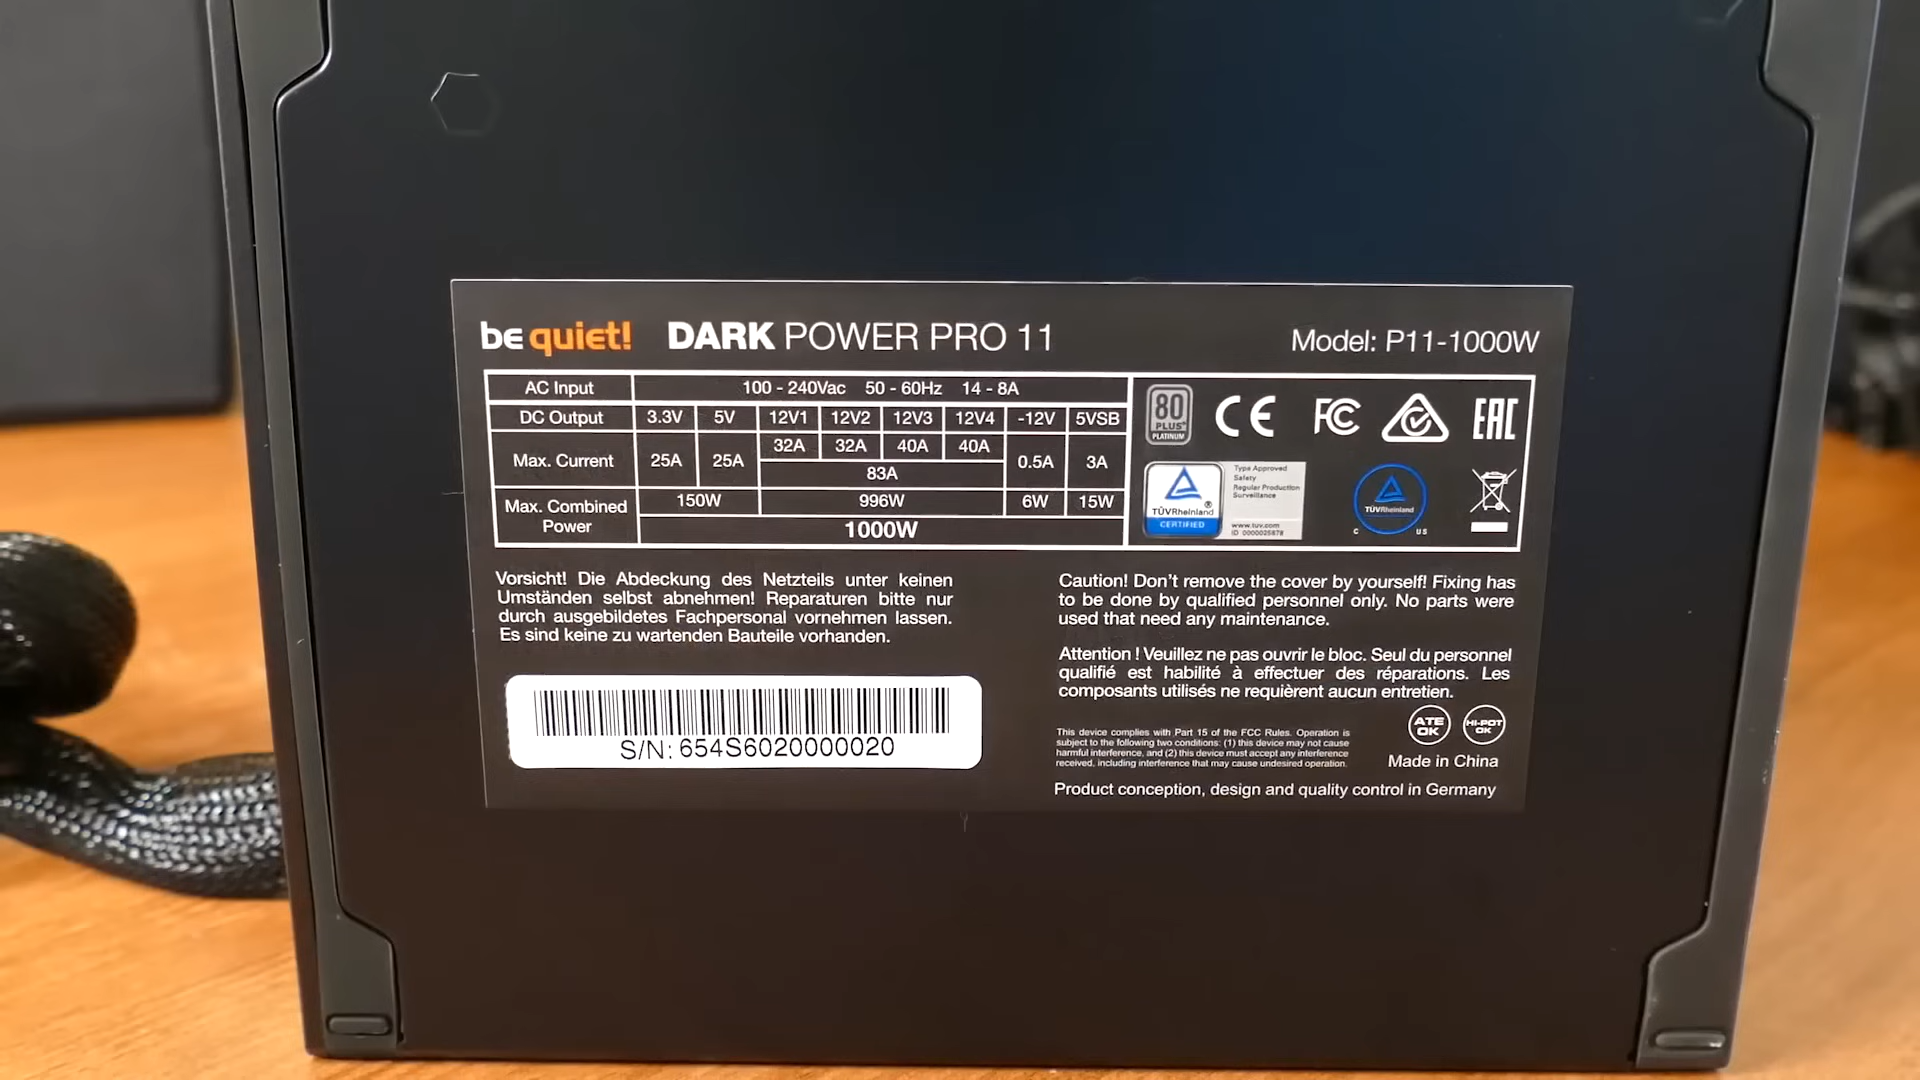 be quiet! DARK POWER PRO 11 Model: P11-1000W
AC Input 100 - 240Vac 50 - 60Hz 14 - 8A
DC Output 3.3V 5V 12V1 12V2 12V3 12V4 -12V 5VSB
Max. Current 25A 25A 32A 32A 40A 40A 0.5A 3A
83A
Max. Combined Power 150W 996W 6W 15W
1000W
80
PLUS
PLATINUM
CE FC EAC
TÜVRheinland
CERTIFIED
Type Approved
Safety
Regular Production
Surveillance
www.tuv.com
ID 0000025878
TÜVRheinland
C US
Vorsicht! Die Abdeckung des Netzteils unter keinen
Umständen selbst abnehmen! Reparaturen bitte nur
durch ausgebildetes Fachpersonal vornehmen lassen.
Es sind keine zu wartenden Bauteile vorhanden.
S/N: 654S6020000020
Caution! Don't remove the cover by yourself! Fixing has
to be done by qualified personnel only. No parts were
used that need any maintenance.
Attention ! Veuillez ne pas ouvrir le bloc. Seul du personnel
qualifié est habilité à effectuer des réparations. Les
composants utilisés ne requièrent aucun entretien.
This device complies with Part 15 of the FCC Rules. Operation is
subject to the following two conditions: (1) this device may not cause
harmful interference, and (2) this device must accept any interference
received, including interference that may cause undesired operation.
ATE OK
HI-POT OK
Made in China
Product conception, design and quality control in Germany